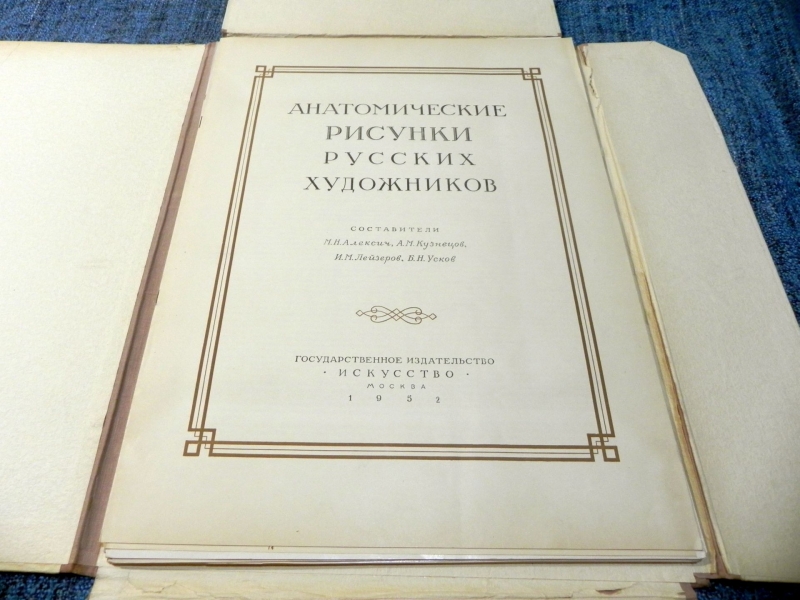 АНАТОМИЧЕСКИЕ
РИСУНКИ
РУССКИХ
ХУДОЖНИКОВ
СОСТАВИТЕЛИ
М.Н.Алексич, А.М.Кузнецов,
И.М.Лейзеров, Б.Н.Усков
ГОСУДАРСТВЕННОЕ ИЗДАТЕЛЬСТВО
· ИСКУССТВО ·
МОСКВА
1952